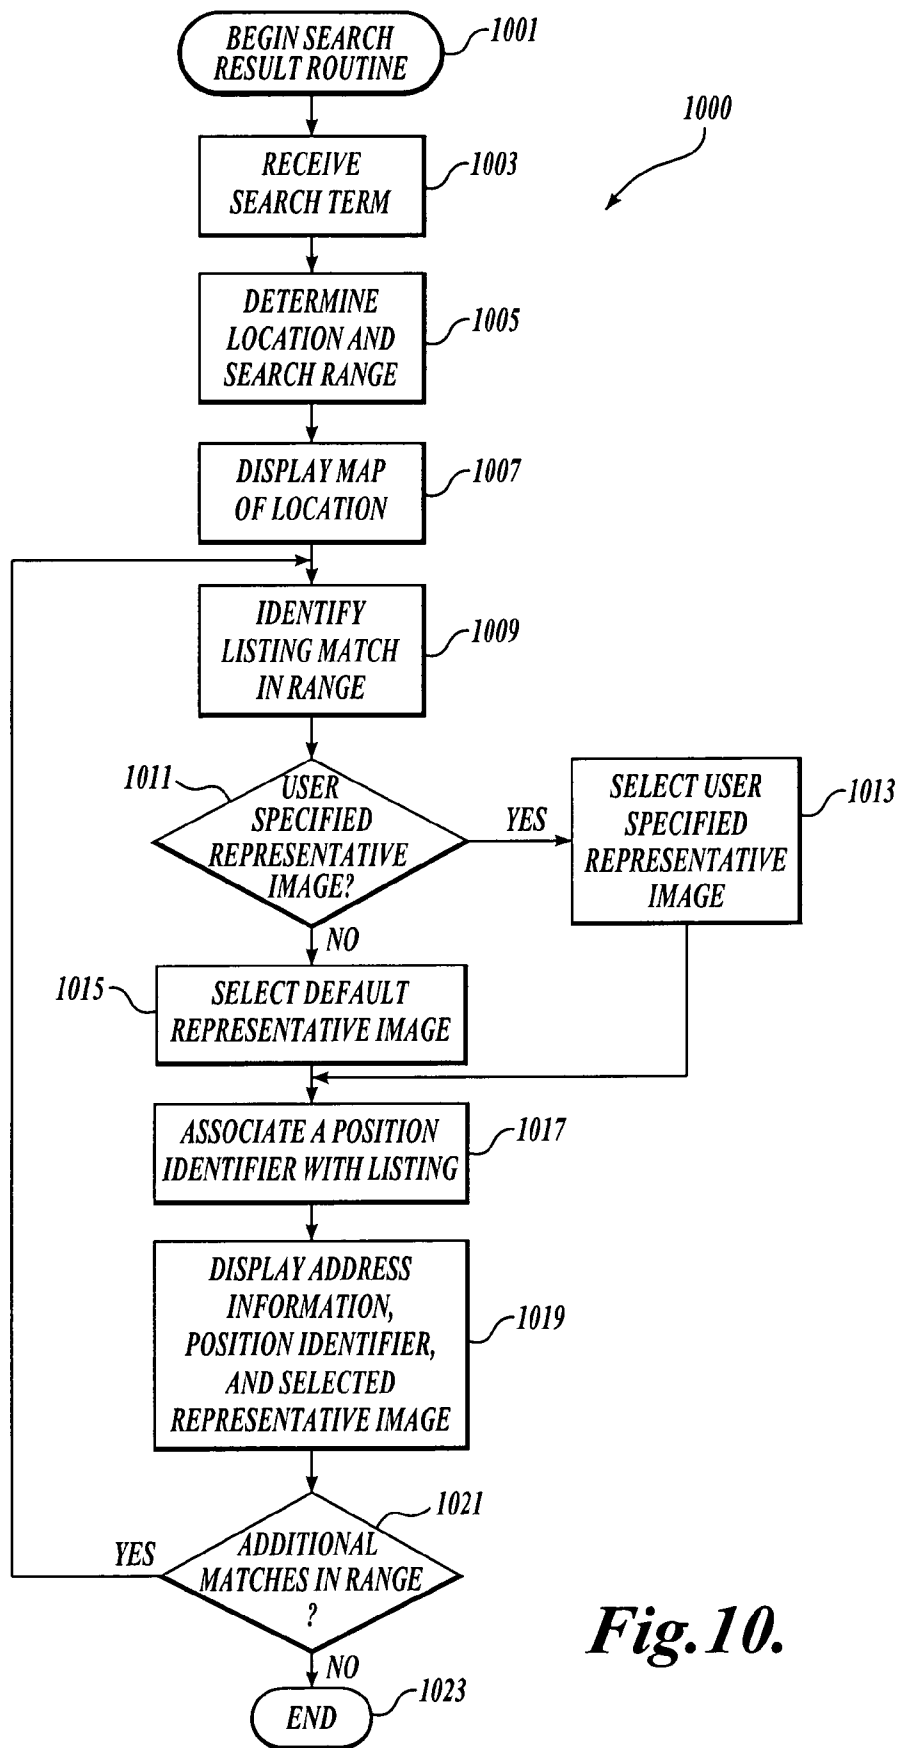 BEGIN SEARCH
RESULT ROUTINE
1001
1000
RECEIVE
SEARCH TERM
1003
DETERMINE
LOCATION AND
SEARCH RANGE
1005
DISPLAY MAP
OF LOCATION
1007
IDENTIFY
LISTING MATCH
IN RANGE
1009
1011
USER
SPECIFIED
REPRESENTATIVE
IMAGE?
YES
SELECT USER
SPECIFIED
REPRESENTATIVE
IMAGE
1013
NO
1015
SELECT DEFAULT
REPRESENTATIVE IMAGE
ASSOCIATE A POSITION
IDENTIFIER WITH LISTING
1017
DISPLAY ADDRESS
INFORMATION,
POSITION IDENTIFIER,
AND SELECTED
REPRESENTATIVE IMAGE
1019
1021
YES
ADDITIONAL
MATCHES IN RANGE
?
NO
END
1023
Fig.10.